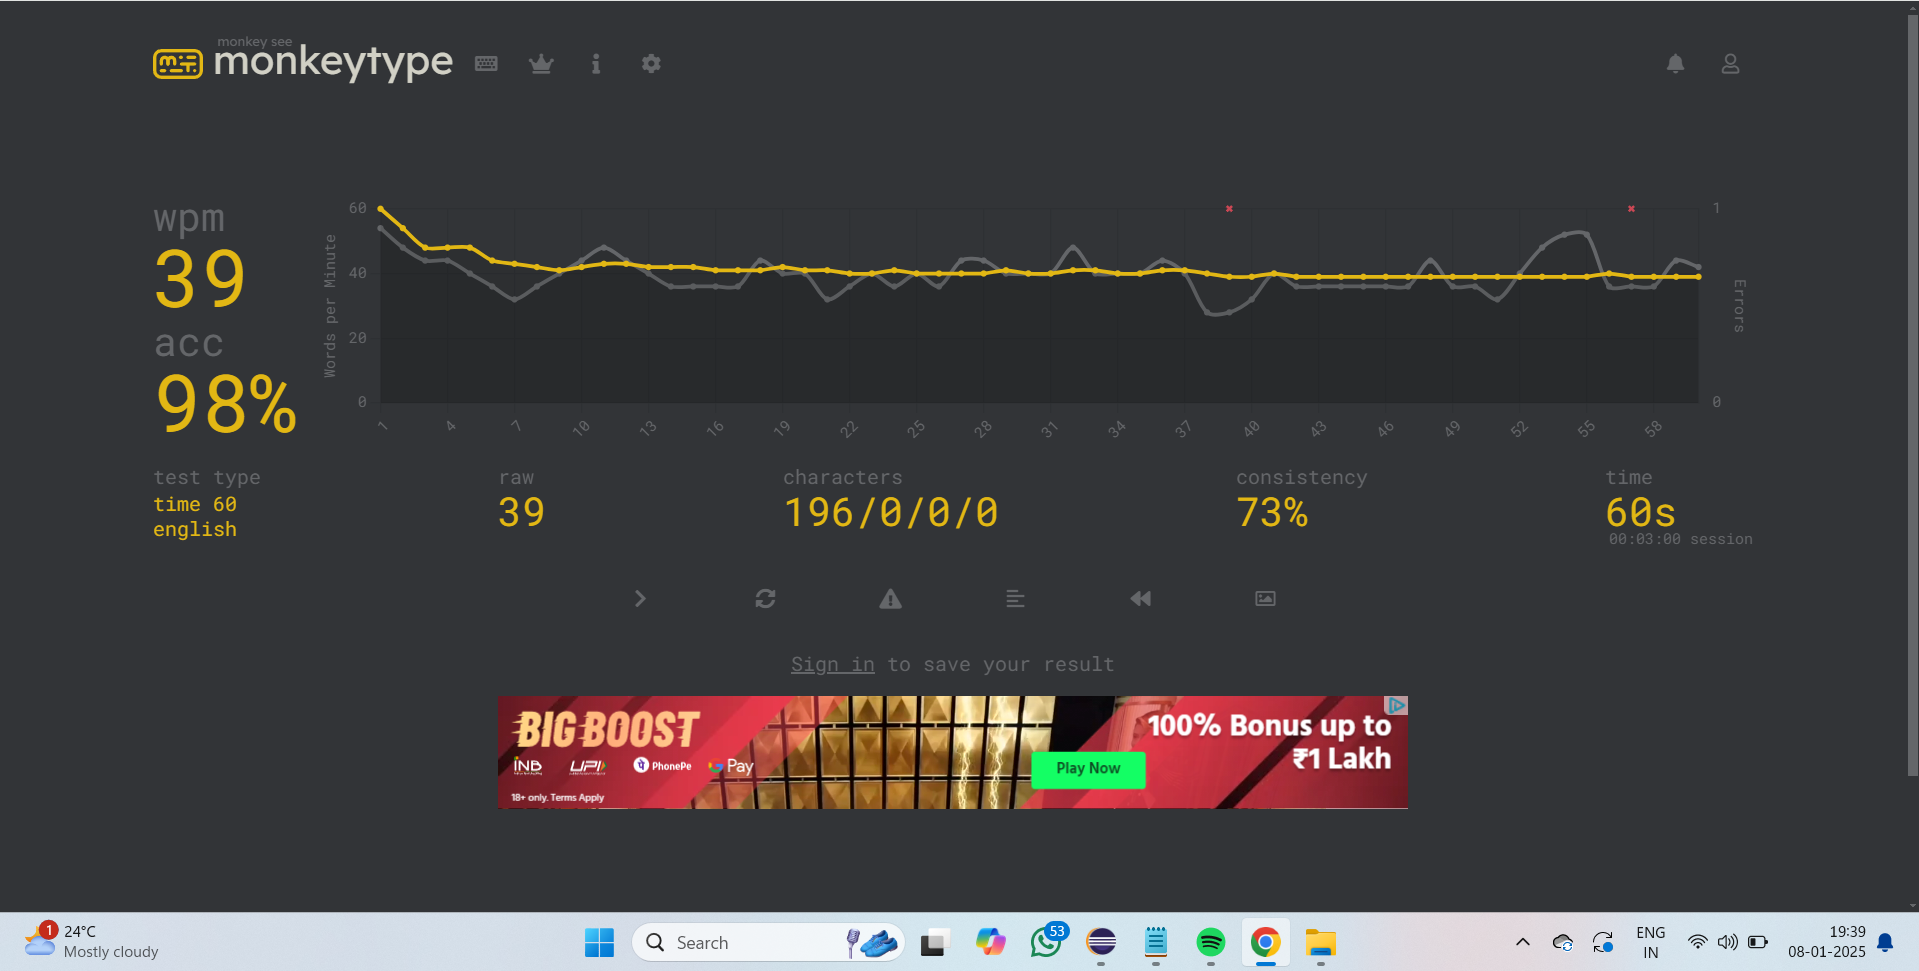 monkey see
monkeytype
wpm
39
acc
98%
Words per Minute
60
40
20
0
1
0
Errors
1 4 7 10 13 16 19 22 25 28 31 34 37 40 43 46 49 52 55 58
test type
time 60
english
raw
39
characters
196/0/0/0
consistency
73%
time
60s
00:03:00 session
Sign in to save your result
BIG BOOST
INB UPI PhonePe G Pay
18+ only. Terms Apply
Play Now
100% Bonus up to
₹1 Lakh
1
24°C
Mostly cloudy
Search
53
ENG
IN
19:39
08-01-2025